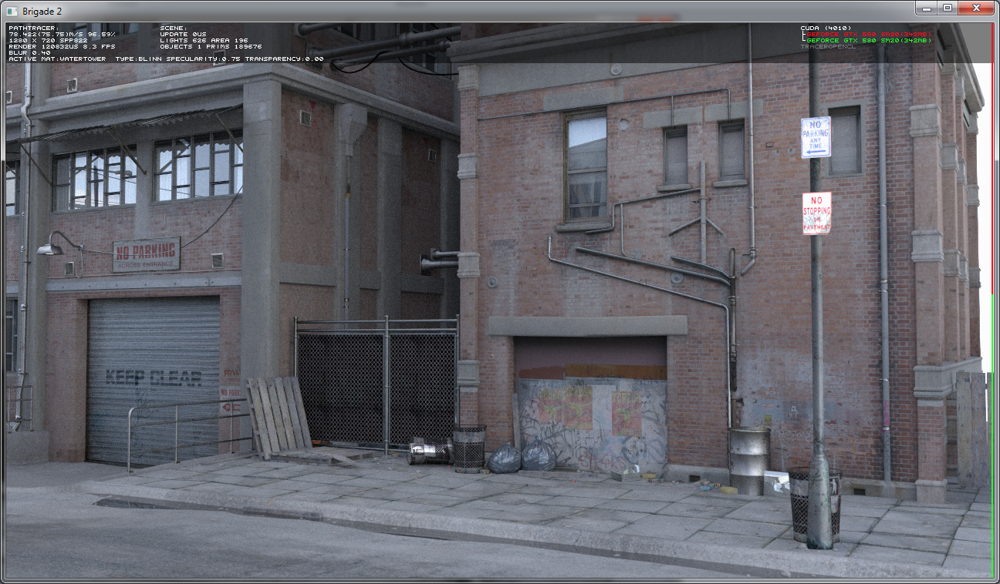 Brigade 2
PATHTRACER:
78.422(75.75)M/S 96.59%
1280 X 720 SPP822
RENDER 120832US 8.3 FPS
BLUR 0.40
ACTIVE MAT:WATERTOWER TYPE:BLINN SPECULARITY:0.75 TRANSPARENCY:0.00
SCENE:
UPDATE 0US
LIGHTS 626 AREA 196
OBJECTS 1 PRIMS 189676
CUDA (4010)
GEFORCE GTX 590 SM20(342MB)
GEFORCE GTX 580 SM20(342MB)
TRACEROPENCL
NO
PARKING
ANY
TIME
NO
STOPPING
ON
PAVEMENT
NO PARKING
ACROSS ENTRANCE
KEEP CLEAR